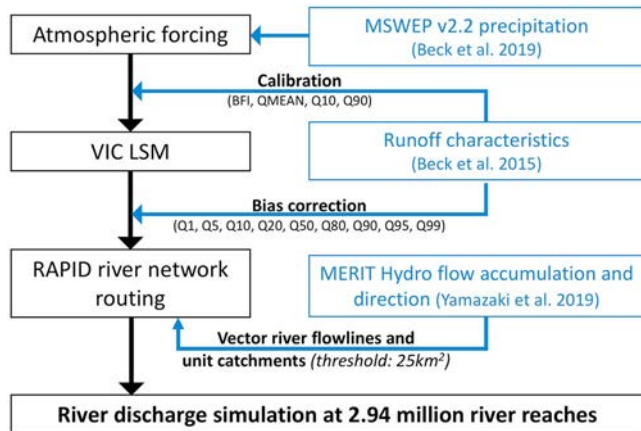 Atmospheric forcing
MSWEP v2.2 precipitation
(Beck et al. 2019)
Calibration
(BFI, QMEAN, Q10, Q90)
VIC LSM
Runoff characteristics
(Beck et al. 2015)
Bias correction
(Q1, Q5, Q10, Q20, Q50, Q80, Q90, Q95, Q99)
RAPID river network
routing
MERIT Hydro flow accumulation and
direction (Yamazaki et al. 2019)
Vector river flowlines and
unit catchments (threshold: 25km²)
River discharge simulation at 2.94 million river reaches